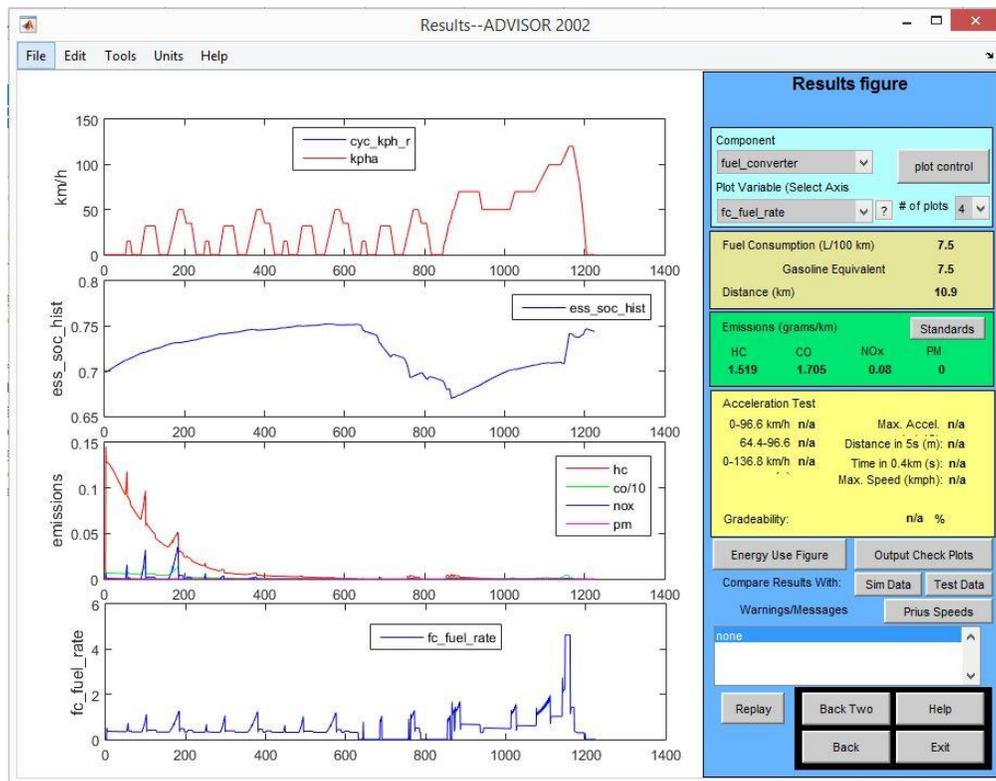 Results--ADVISOR 2002
File Edit Tools Units Help
150
100
50
0
km/h
cyc_kph_r
kpha
0 200 400 600 800 1000 1200 1400
0.8
0.75
0.7
0.65
ess_soc_hist
ess_soc_hist
0 200 400 600 800 1000 1200 1400
0.15
0.1
0.05
0
emissions
hc
co/10
nox
pm
0 200 400 600 800 1000 1200 1400
6
4
2
0
fc_fuel_rate
fc_fuel_rate
0 200 400 600 800 1000 1200 1400
Results figure
Component
fuel_converter
plot control
Plot Variable (Select Axis
fc_fuel_rate ? # of plots 4
Fuel Consumption (L/100 km) 7.5
Gasoline Equivalent 7.5
Distance (km) 10.9
Emissions (grams/km) Standards
HC CO NOx PM
1.519 1.705 0.08 0
Acceleration Test
0-96.6 km/h n/a Max. Accel. n/a
64.4-96.6 n/a Distance in 5s (m): n/a
0-136.8 km/h n/a Time in 0.4km (s): n/a
Max. Speed (kmph): n/a
Gradeability: n/a %
Energy Use Figure Output Check Plots
Compare Results With: Sim Data Test Data
Warnings/Messages Prius Speeds
none
Replay Back Two Help
Back Exit